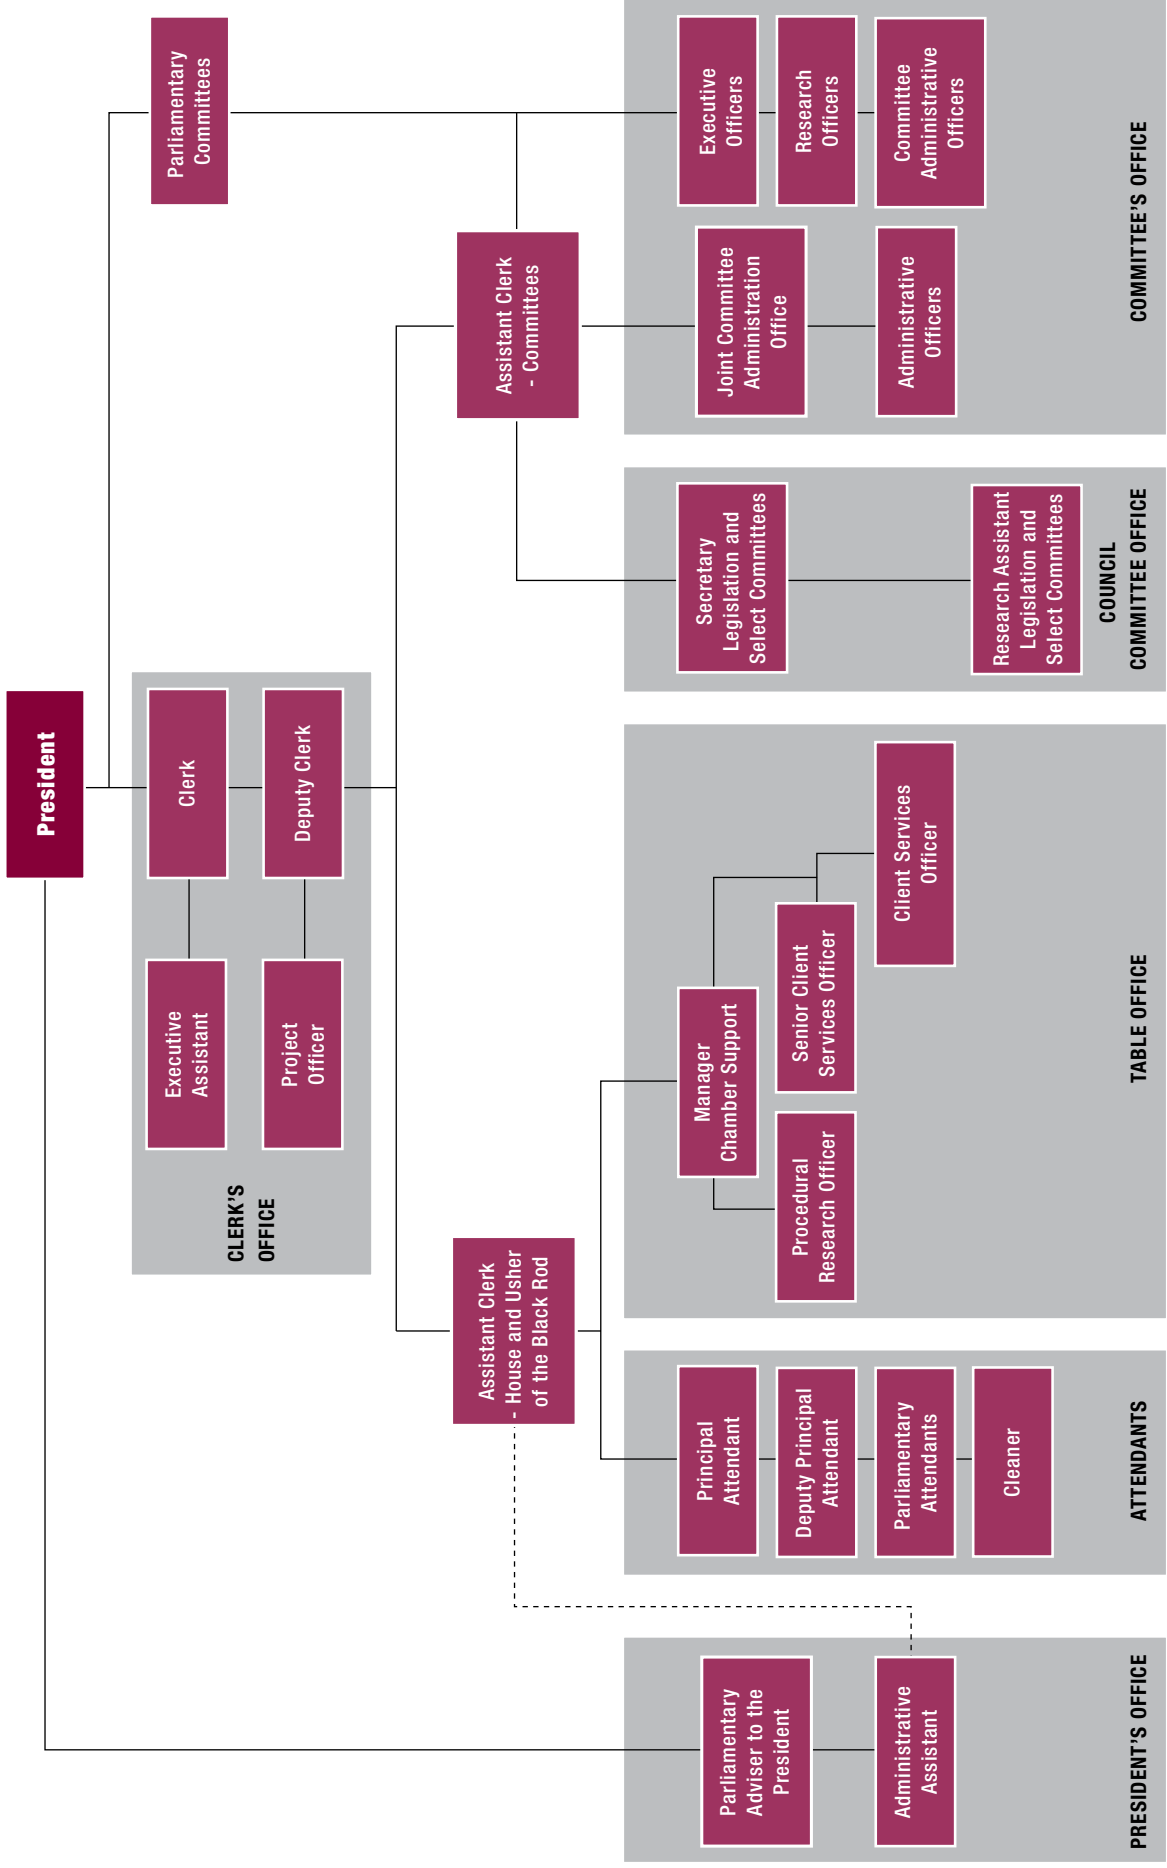 President
Parliamentary
Committees
CLERK'S
OFFICE
Executive
Assistant
Clerk
Project
Officer
Deputy Clerk
Assistant Clerk
- House and Usher
of the Black Rod
Assistant Clerk
- Committees
Parliamentary
Adviser to the
President
Administrative
Assistant
PRESIDENT'S OFFICE
Principal
Attendant
Deputy Principal
Attendant
Parliamentary
Attendants
Cleaner
ATTENDANTS
Manager
Chamber Support
Procedural
Research Officer
Senior Client
Services Officer
Client Services
Officer
TABLE OFFICE
Secretary
Legislation and
Select Committees
Research Assistant
Legislation and
Select Committees
COUNCIL
COMMITTEE OFFICE
Joint Committee
Administration
Office
Administrative
Officers
Executive
Officers
Research
Officers
Committee
Administrative
Officers
COMMITTEE'S OFFICE